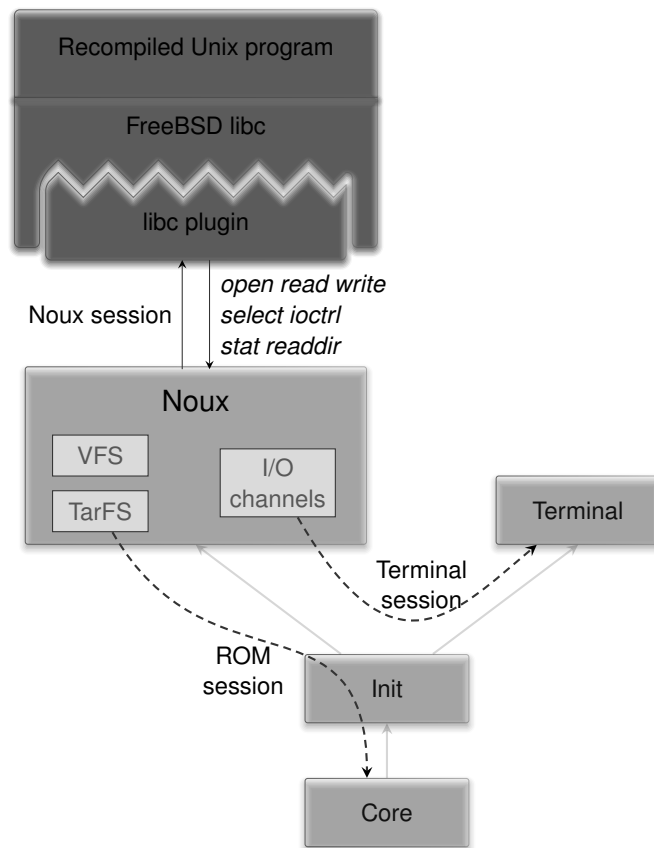 Recompiled Unix program
FreeBSD libc
libc plugin
Noux session
open read write
select ioctrl
stat readdir
Noux
VFS
TarFS
I/O
channels
Terminal
Terminal
session
ROM
session
Init
Core